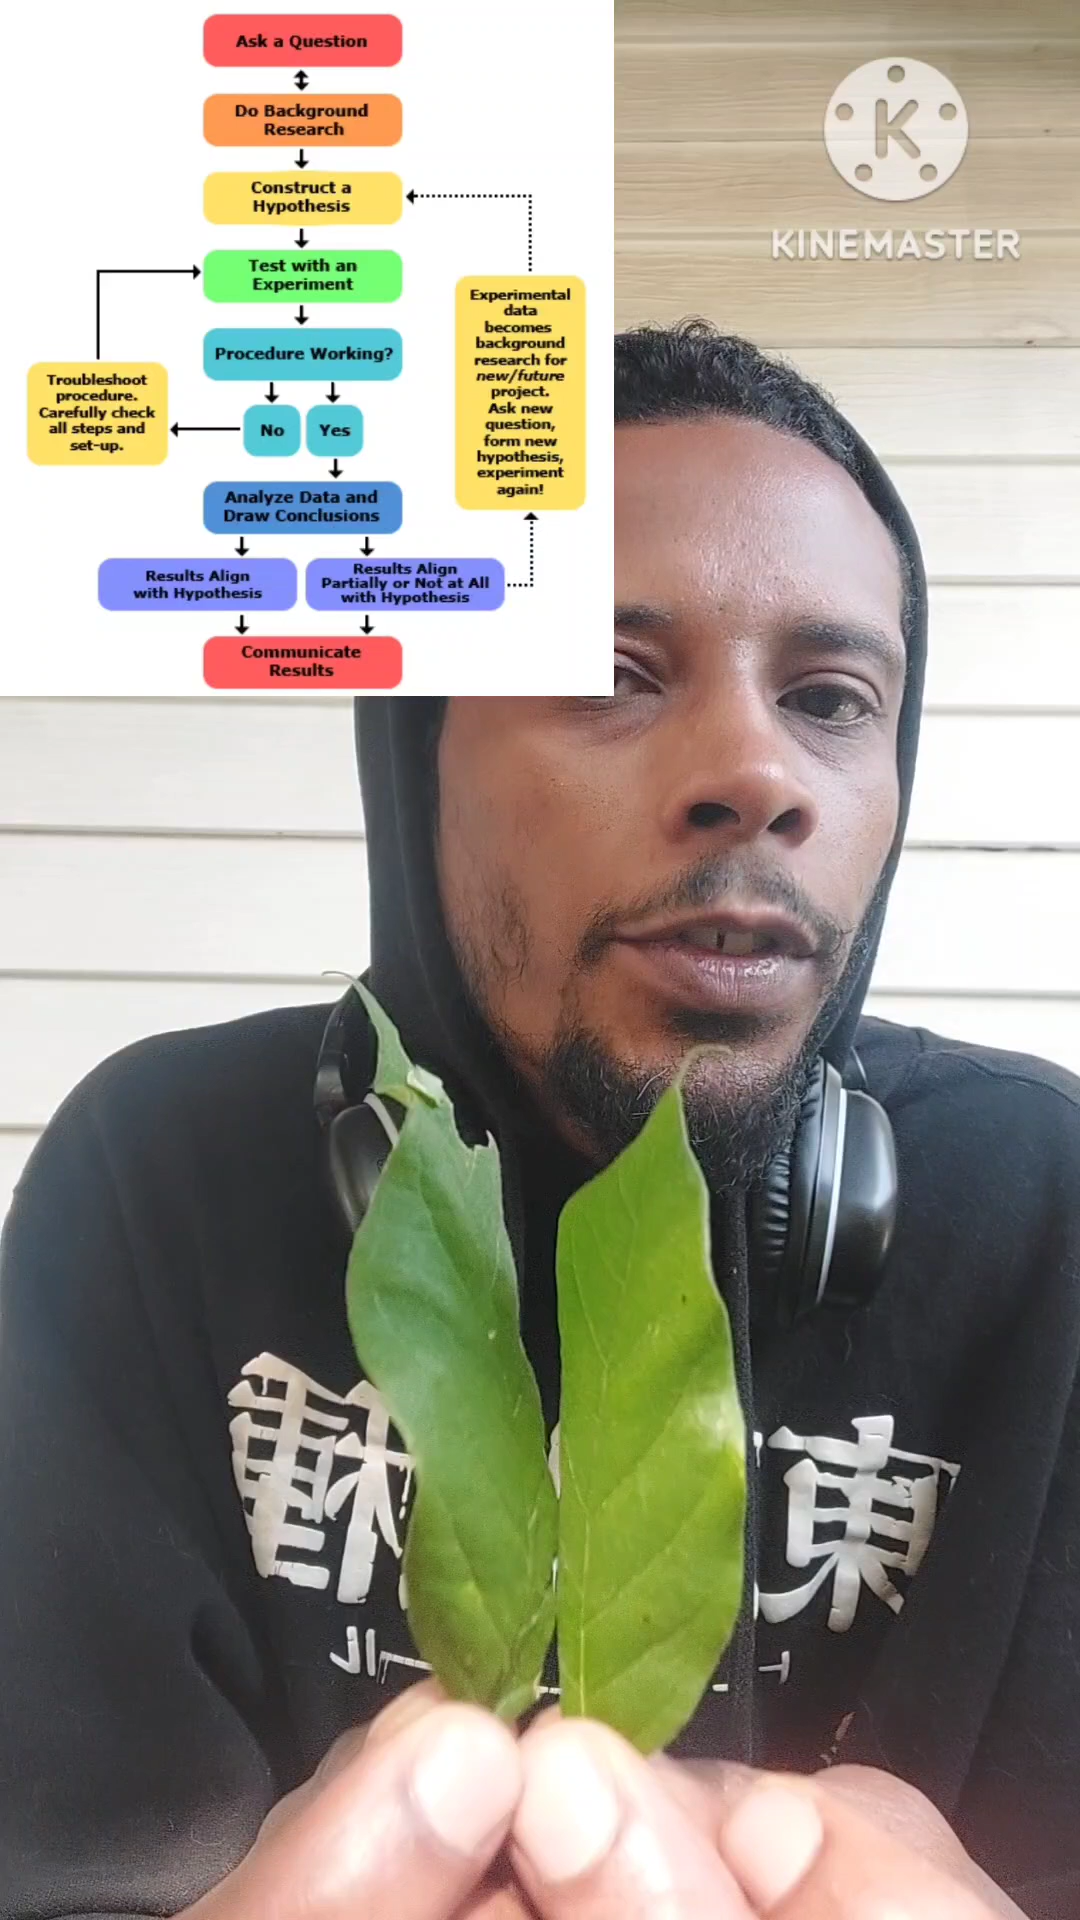 Ask a Question
Do Background
Research
Construct a
Hypothesis
Test with an
Experiment
Procedure Working?
No
Yes
Troubleshoot
procedure.
Carefully check
all steps and
set-up.
Analyze Data and
Draw Conclusions
Results Align
with Hypothesis
Results Align
Partially or Not at All
with Hypothesis
Experimental
data
becomes
background
research for
new/future
project.
Ask new
question,
form new
hypothesis,
experiment
again!
Communicate
Results
K
KINEMASTER
東